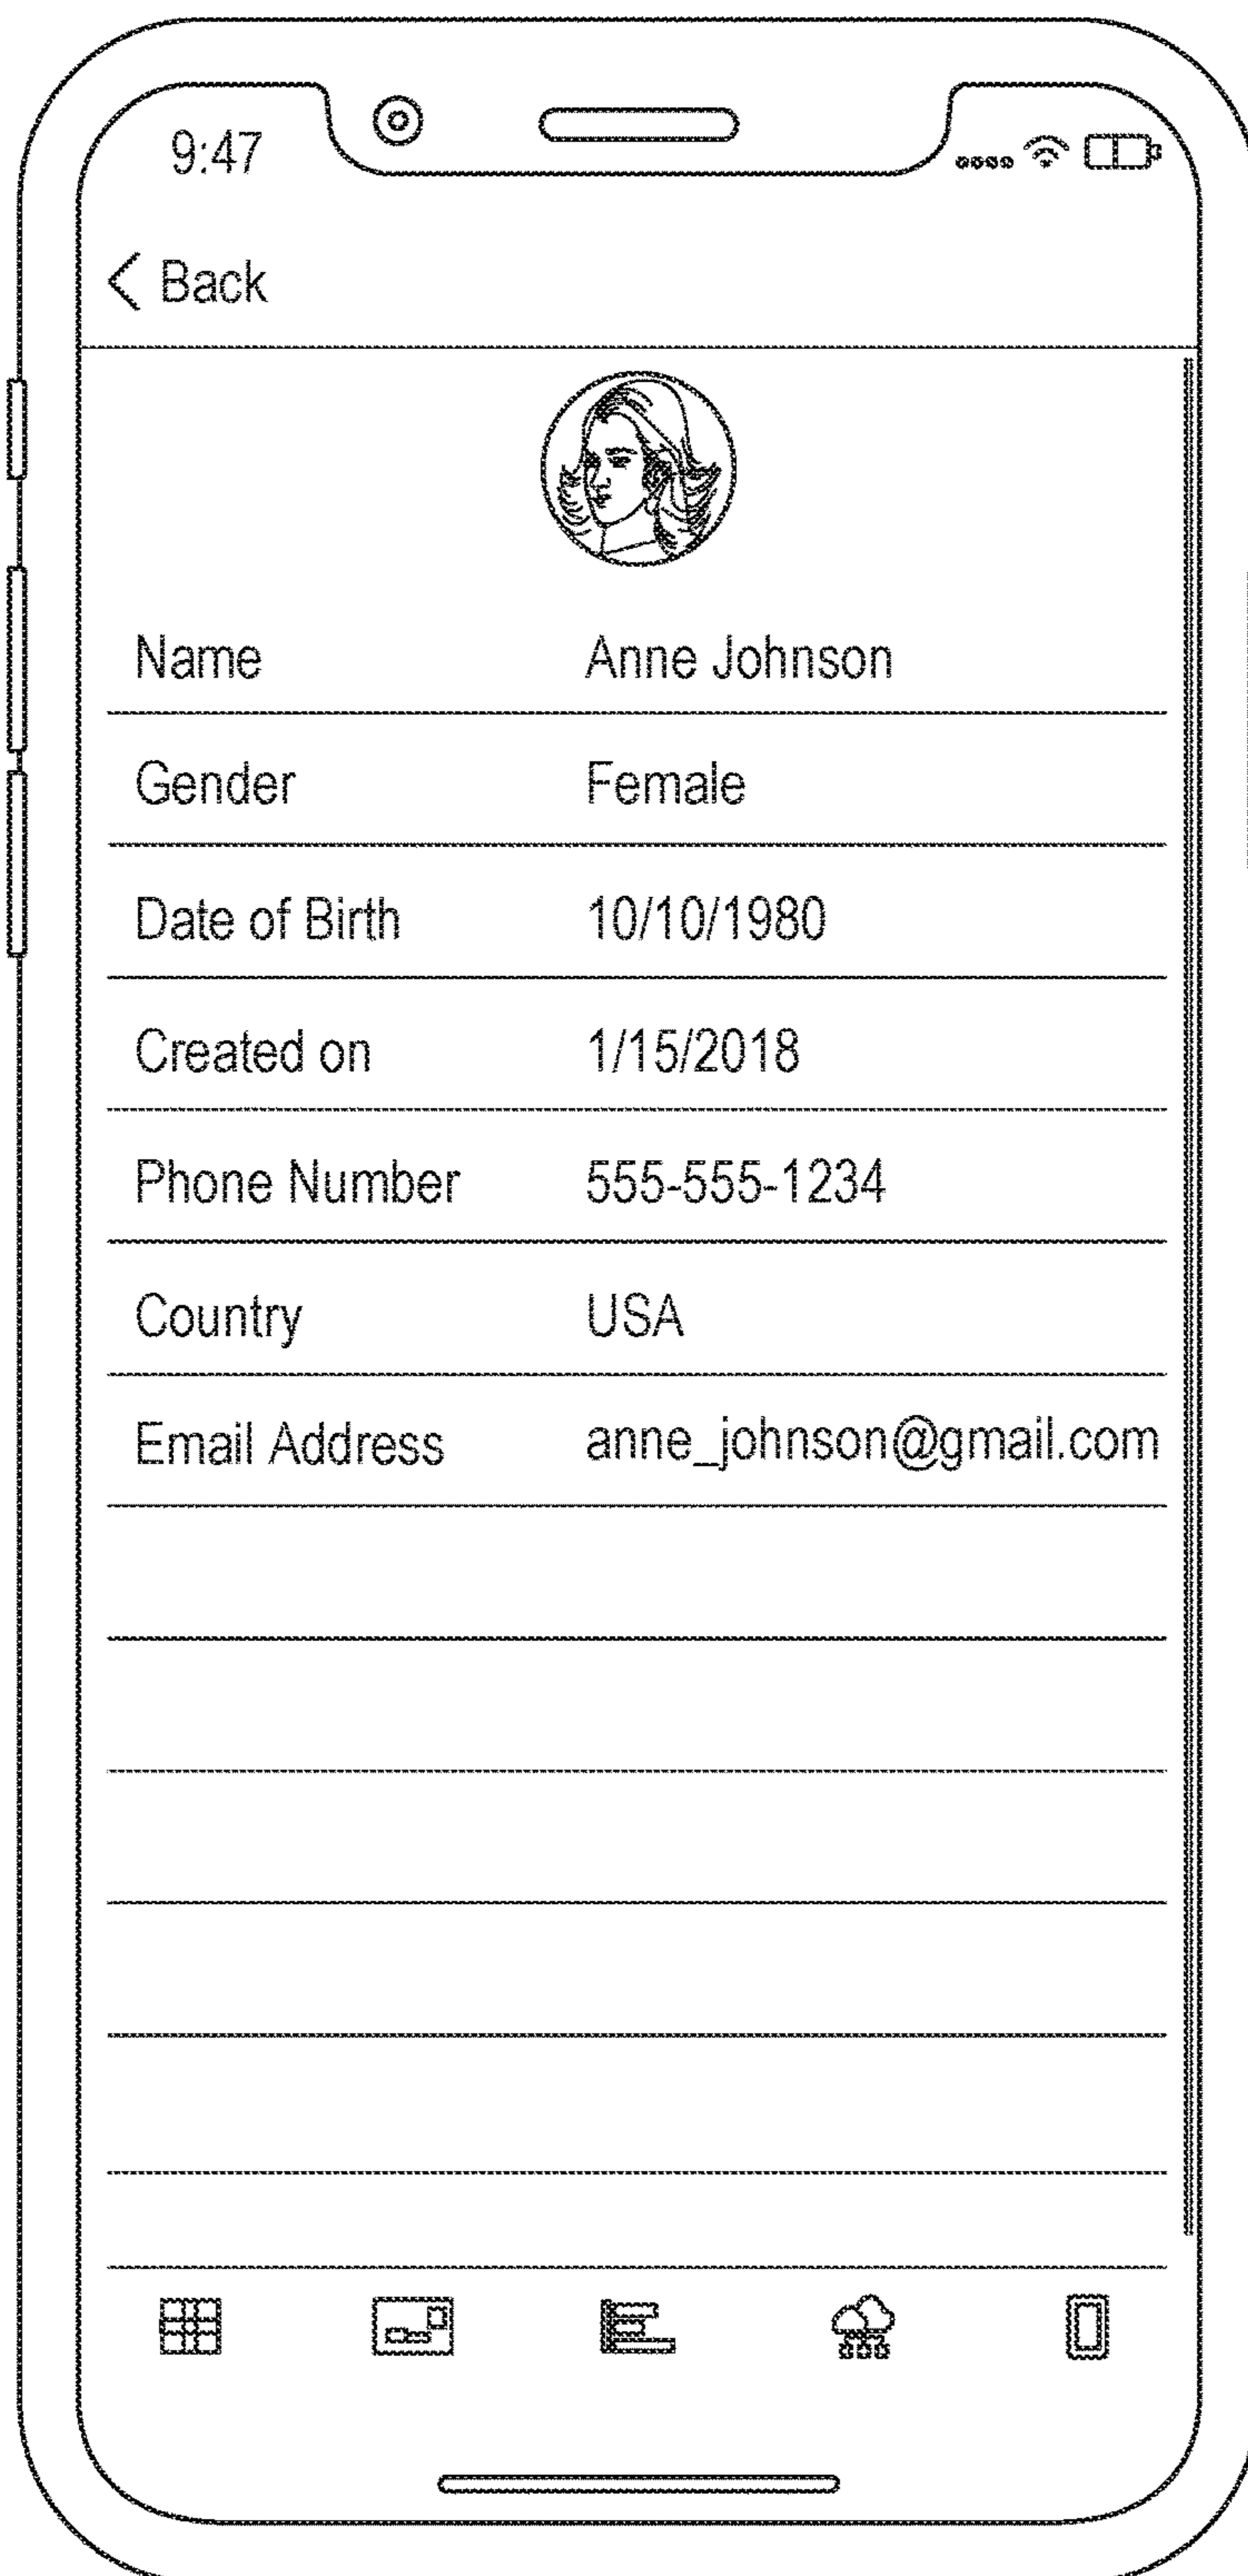 9:47
Back
Name Anne Johnson
Gender Female
Date of Birth 10/10/1980
Created on 1/15/2018
Phone Number 555-555-1234
Country USA
Email Address anne_johnson@gmail.com